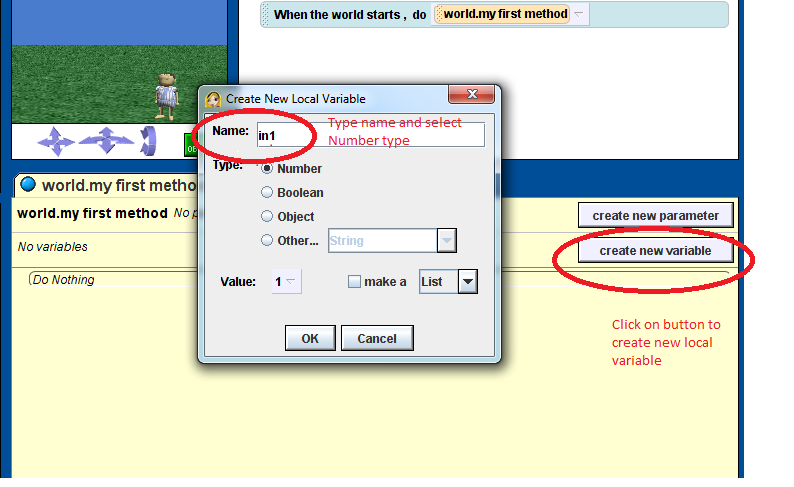 When the world starts , do world.my first method
Create New Local Variable
Name: in1
Type name and select
Number type
Type:
Number
Boolean
Object
Other... String
Value: 1 make a List
OK Cancel
world.my first metho
world.my first method No p
create new parameter
No variables
create new variable
Do Nothing
Click on button to
create new local
variable